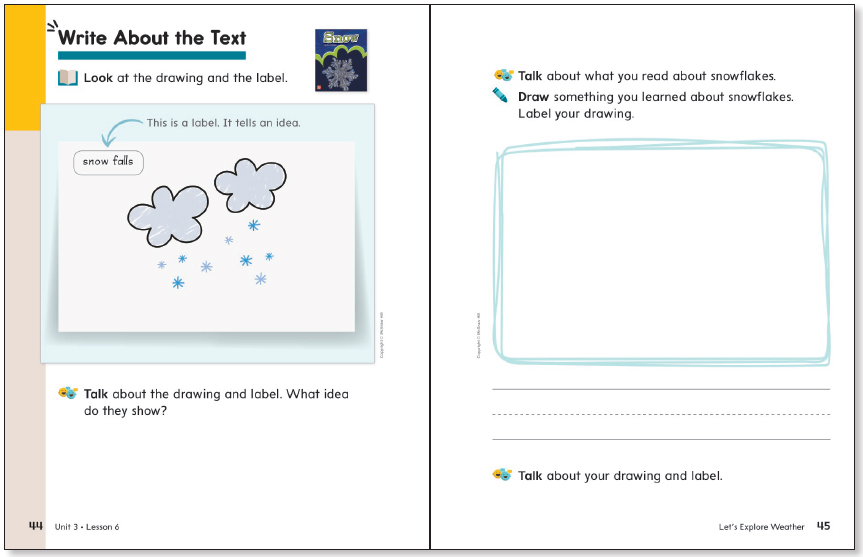 Write About the Text
Snow
Look at the drawing and the label.
This is a label. It tells an idea.
snow falls
Copyright © McGraw Hill
Talk about the drawing and label. What idea
do they show?
44 Unit 3 • Lesson 6
Talk about what you read about snowflakes.
Draw something you learned about snowflakes.
Label your drawing.
Copyright © McGraw Hill
Talk about your drawing and label.
Let's Explore Weather 45